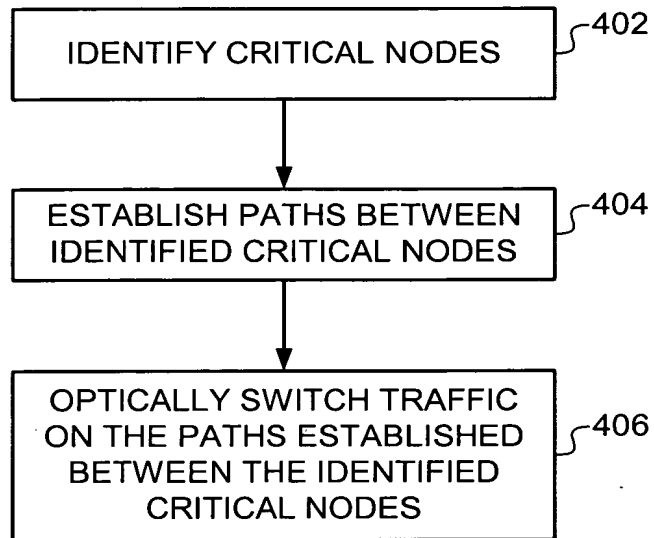 IDENTIFY CRITICAL NODES
402
ESTABLISH PATHS BETWEEN
IDENTIFIED CRITICAL NODES
404
OPTICALLY SWITCH TRAFFIC
ON THE PATHS ESTABLISHED
BETWEEN THE IDENTIFIED
CRITICAL NODES
406